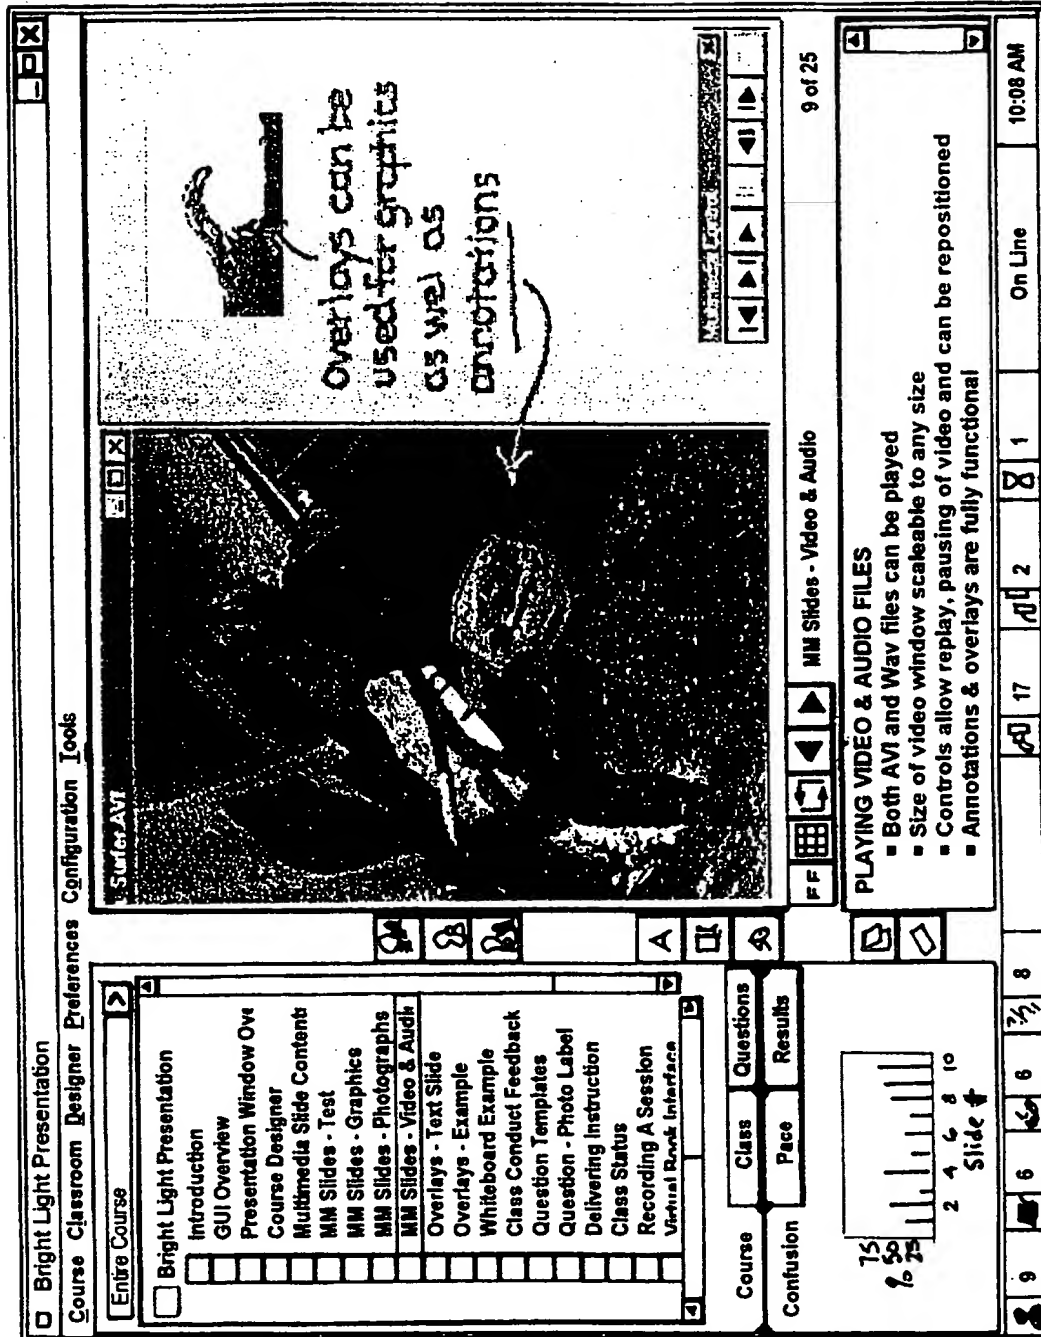 Bright Light Presentation
Course Classroom Designer Preferences Configuration Tools
Entire Course
Bright Light Presentation
Introduction
GUI Overview
Presentation Window Ove
Course Designer
Multimedia Slide Contents
MM Slides - Test
MM Slides - Graphics
MM Slides - Photographs
MM Slides - Video & Audio
Overlays - Text Slide
Overlays - Example
Whiteboard Example
Class Conduct Feedback
Question Templates
Question - Photo Label
Delivering Instruction
Class Status
Recording A Session
Virtual Book Interface
Course Class Questions
Confusion Pace Results
75
% 50
25
2 4 6 8 10
Slide #
A
Overlays can be
used for graphics
as wel as
annotations
FF MM Slides - Video & Audio 9 of 25
PLAYING VIDEO & AUDIO FILES
▪ Both AVI and Wav files can be played
▪ Size of video window scaleable to any size
▪ Controls allow replay, pausing of video and can be repositioned
▪ Annotations & overlays are fully functional
9 6 6 8 17 2 1 On Line 10:08 AM